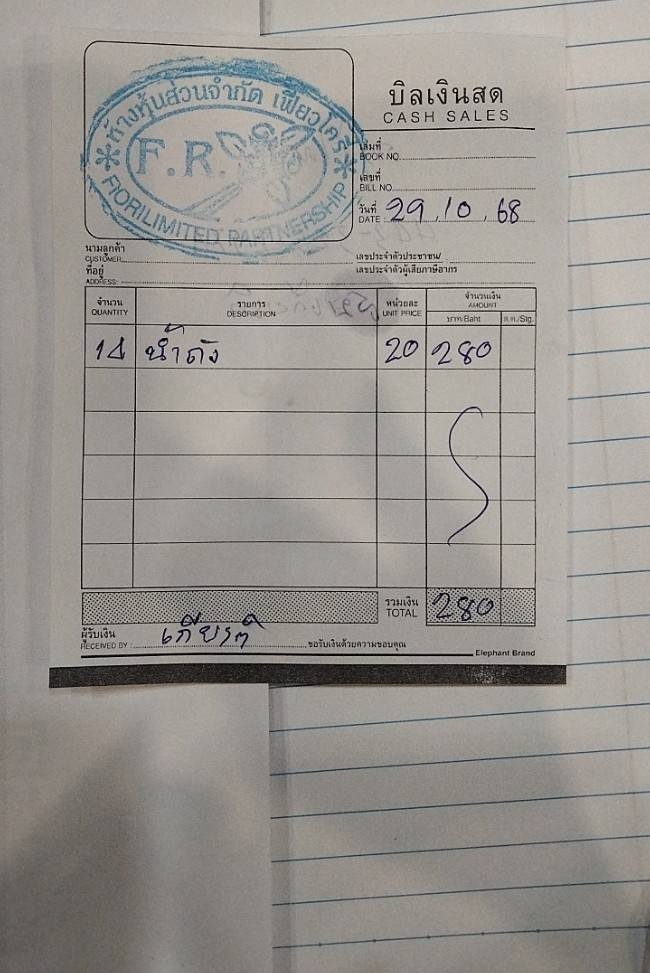 ห้างหุ้นส่วนจำกัด เฟียวโครี
F.R.
FIORILIMITED PARTNERSHIP
บิลเงินสด
CASH SALES
เล่มที่
BOOK NO.
เลขที่
BILL NO.
วันที่
DATE 29.10.68
นามลูกค้า
CUSTOMER
เลขประจำตัวประชาชน/
ที่อยู่
เลขประจำตัวผู้เสียภาษีอากร
ADDRESS:
จำนวน รายการ หน่วยละ จำนวนเงิน
QUANTITY DESCRIPTION UNIT PRICE AMOUNT
บาท/Baht ส.ต./Stg.
14 น้ำถัง 20 280
รวมเงิน
TOTAL 280
ผู้รับเงิน
RECEIVED BY : เกียรติ ขอรับเงินด้วยความขอบคุณ
Elephant Brand